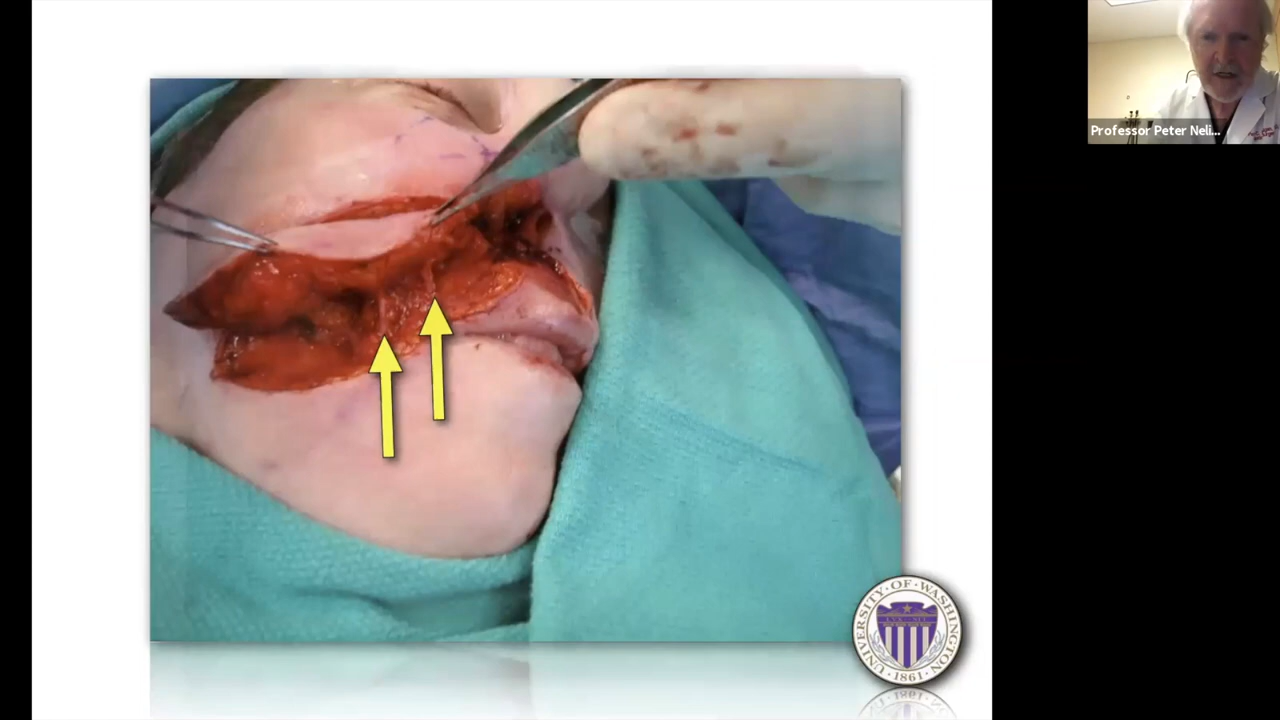 Professor Peter Neli...
UNIVERSITY · OF · WASHINGTON
· 1861 ·